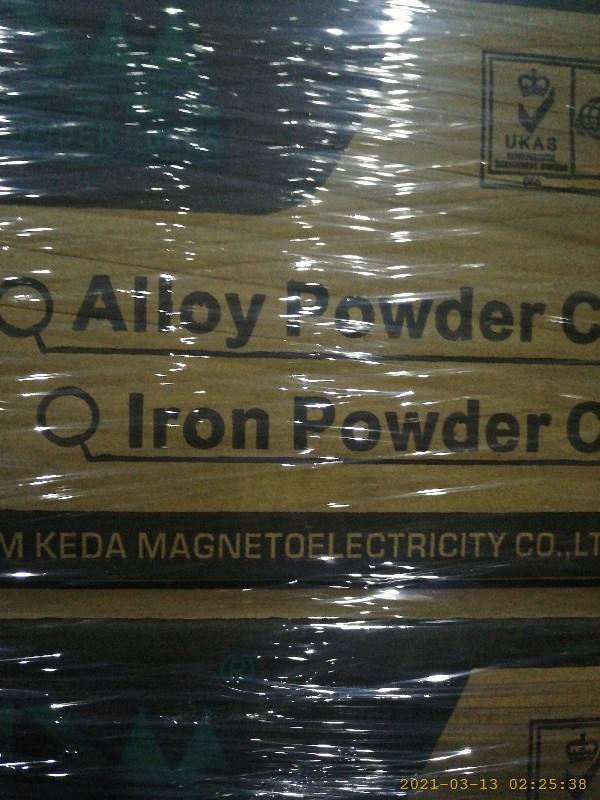 UKAS
Alloy Powder C
Iron Powder C
M KEDA MAGNETOELECTRICITY CO.,LT
®
2021-03-13 02:25:38